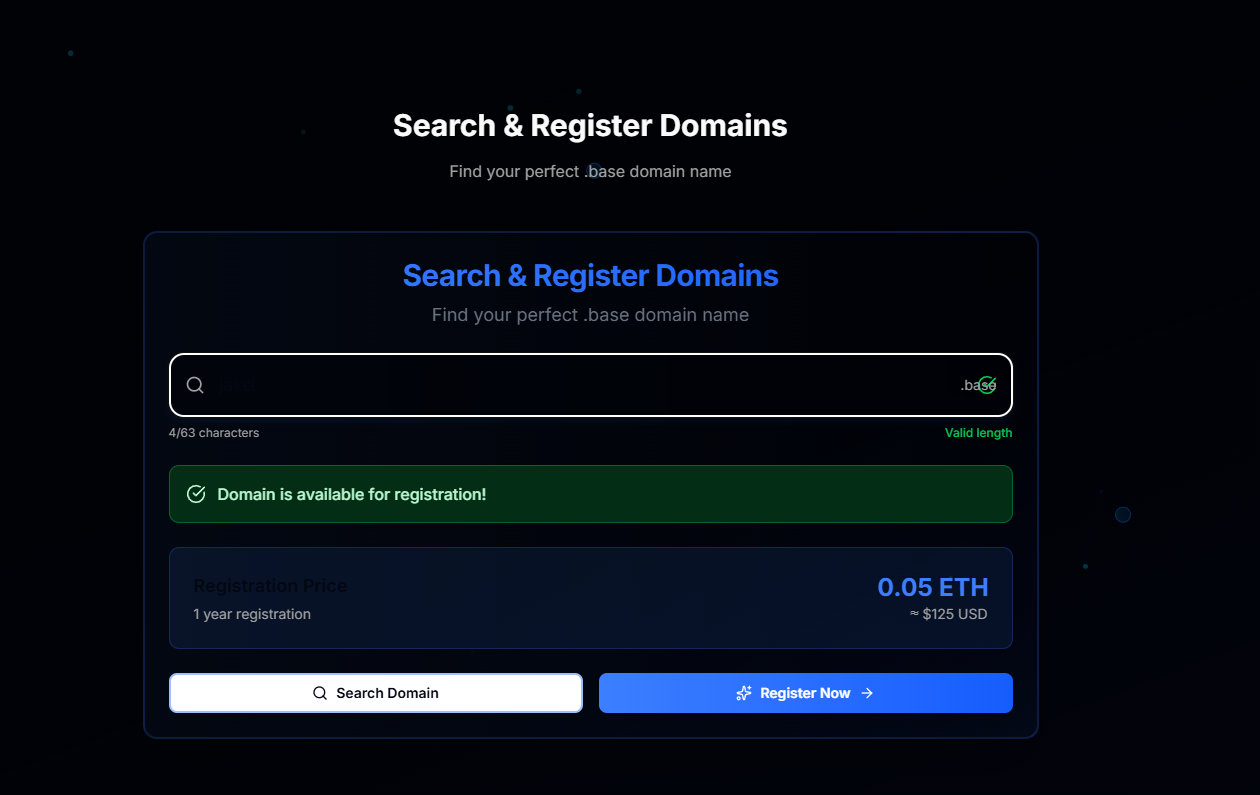 Search & Register Domains
Find your perfect .base domain name
Search & Register Domains
Find your perfect .base domain name
.base
4/63 characters
Valid length
Domain is available for registration!
Registration Price
0.05 ETH
1 year registration
≈ $125 USD
Search Domain
Register Now